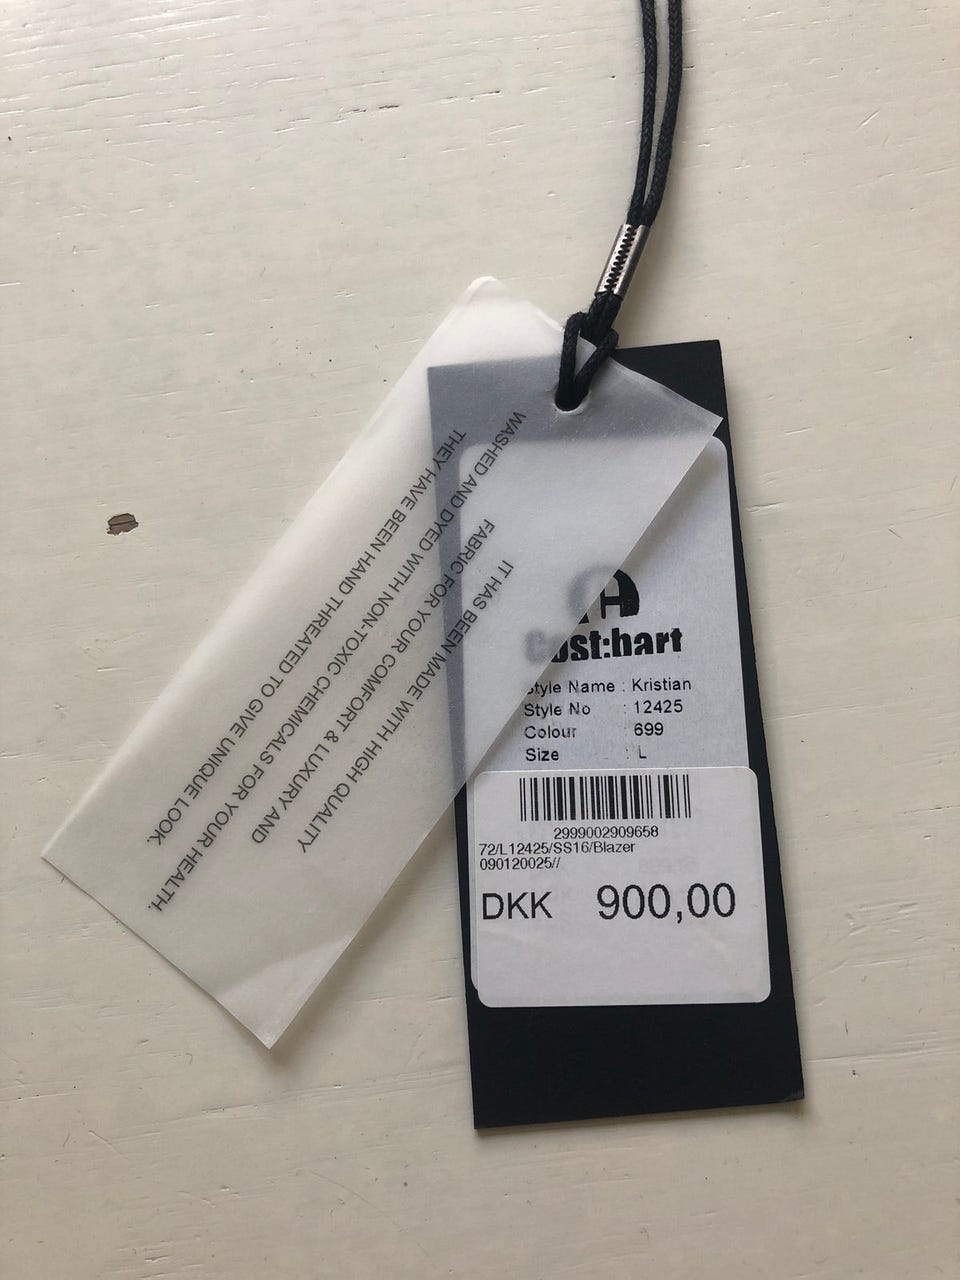 IT HAS BEEN MADE WITH HIGH QUALITY
FABRIC FOR YOUR COMFORT & LUXURY AND
WASHED AND DYED WITH NON-TOXIC CHEMICALS FOR YOUR HEALTH.
THEY HAVE BEEN HAND THREATED TO GIVE UNIQUE LOOK.
Cost:bart
Style Name : Kristian
Style No : 12425
Colour : 699
Size : L
2999002909658
72/L12425/SS16/Blazer
090120025//
DKK 900,00